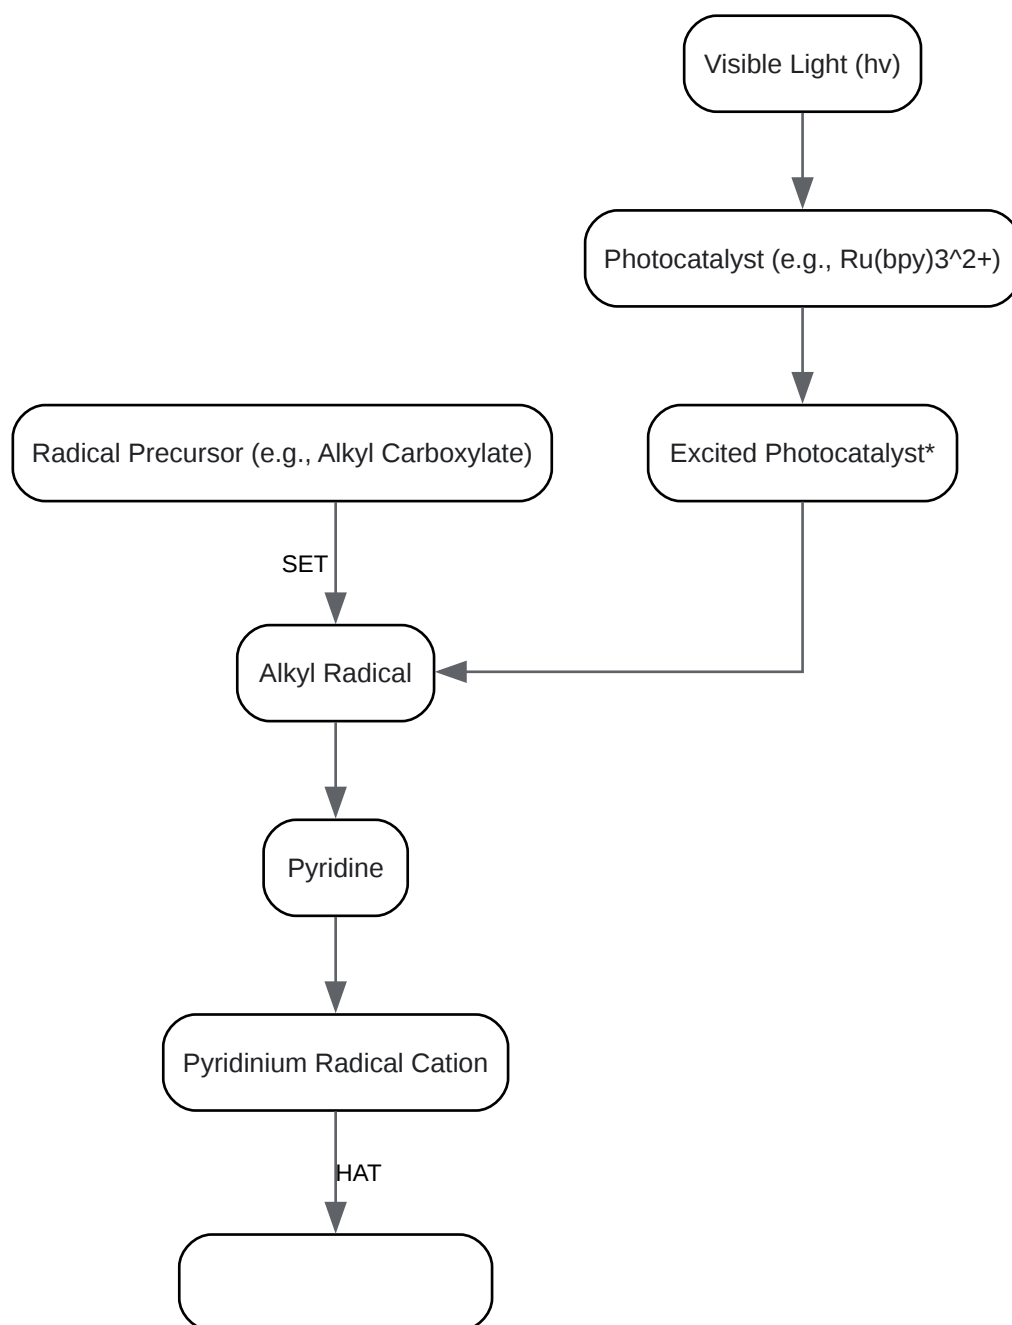 Visible Light (hv)
Photocatalyst (e.g., Ru(bpy)3^2+)
Radical Precursor (e.g., Alkyl Carboxylate)
Excited Photocatalyst*
SET
Alkyl Radical
Pyridine
Pyridinium Radical Cation
HAT